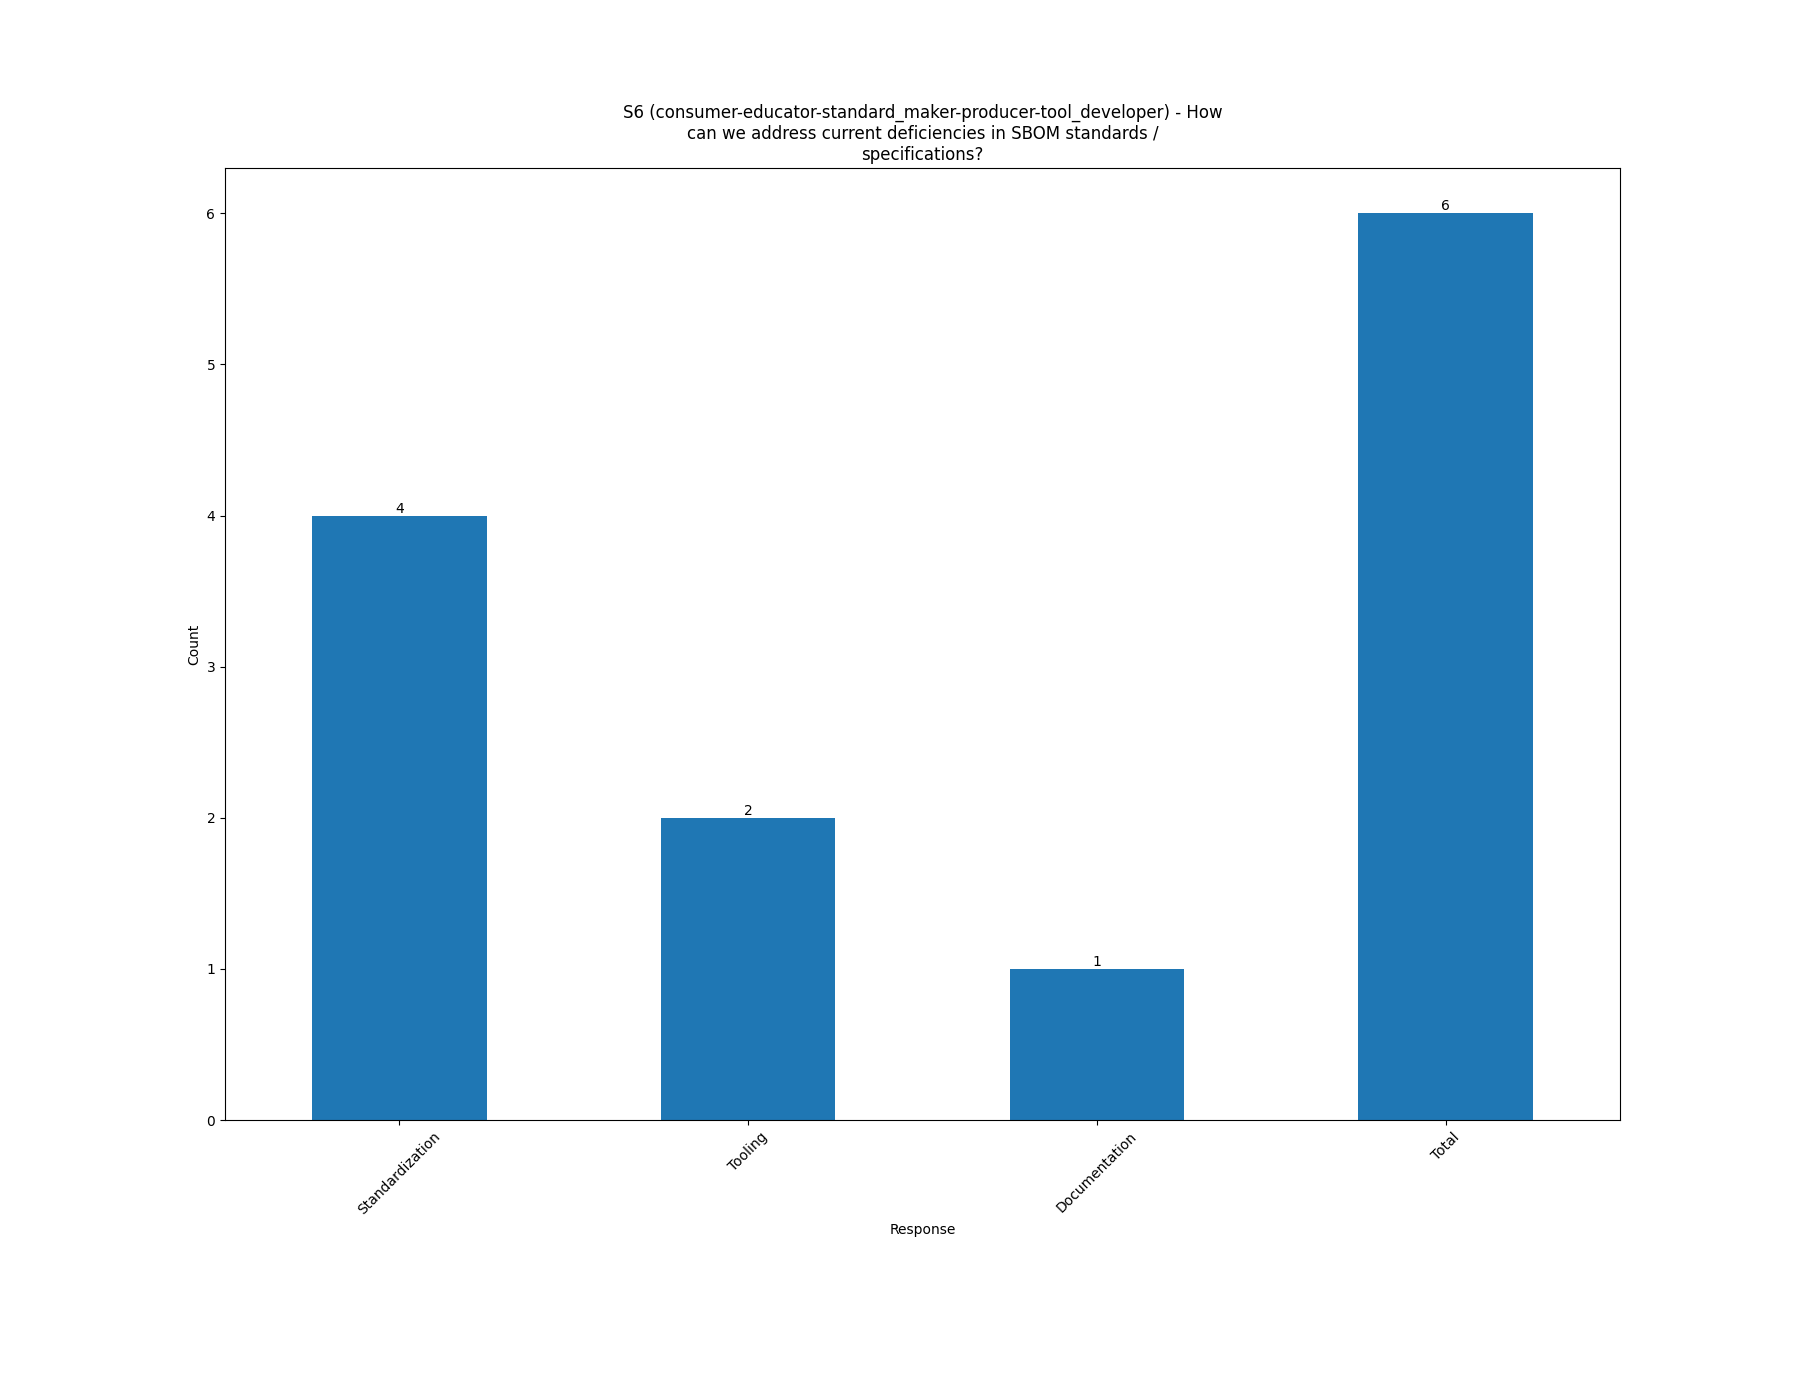 S6 (consumer-educator-standard_maker-producer-tool_developer) - How
can we address current deficiencies in SBOM standards /
specifications?
6
5
4
3
2
1
0
Count
4
2
1
6
Standardization
Tooling
Documentation
Total
Response